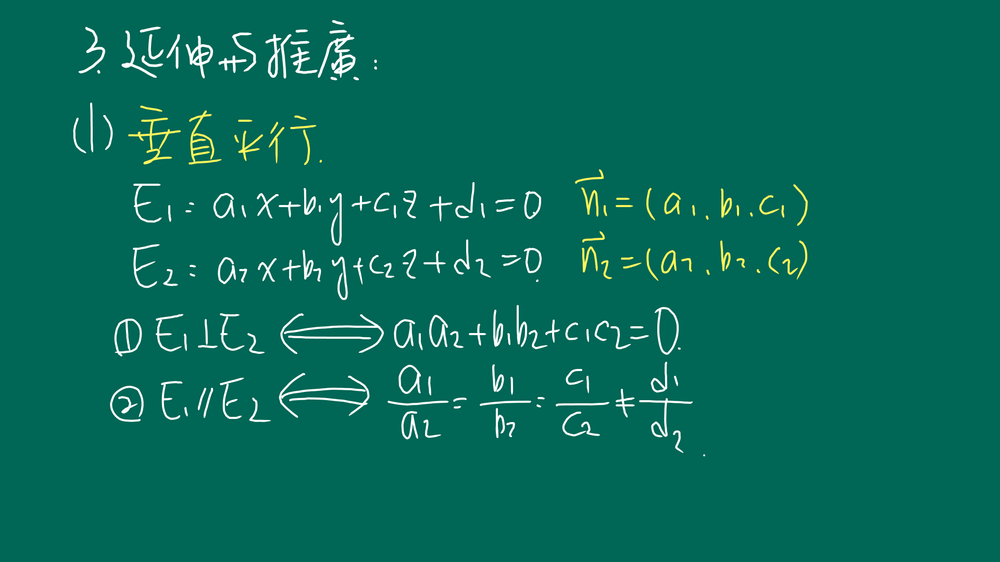 3. 延伸与推廣:
(1) 垂直平行.
E₁: a₁x+b₁y+c₁z+d₁=0 n⃗₁=(a₁.b₁.c₁)
E₂: a₂x+b₂y+c₂z+d₂=0. n⃗₂=(a₂.b₂.c₂)
① E₁⊥E₂ ⟺ a₁a₂+b₁b₂+c₁c₂=0.
② E₁∥E₂ ⟺ a₁/a₂ = b₁/b₂ = c₁/c₂ ≠ d₁/d₂.